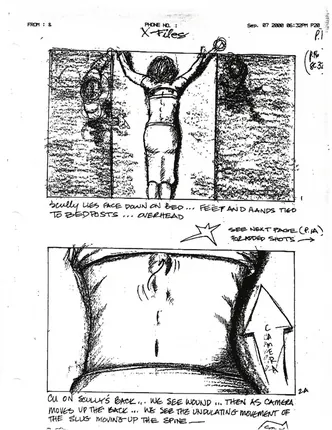 FROM : &   PHONE NO. :   Sep. 07 2000 06:32PM P20
X-Files
P.1
SCULLY LIES FACE DOWN ON BED... FEET AND HANDS TIED
TO BEDPOSTS ... OVERHEAD
1
SEE NEXT PAGE (P.1A)
SHOTS →
CAMERA
2A
CU ON SCULLY'S BACK... WE SEE WOUND... THEN AS CAMERA
MOVES UP THE BACK... WE SEE THE UNDULATING MOVEMENT OF
THE SLUG MOVING UP THE SPINE —